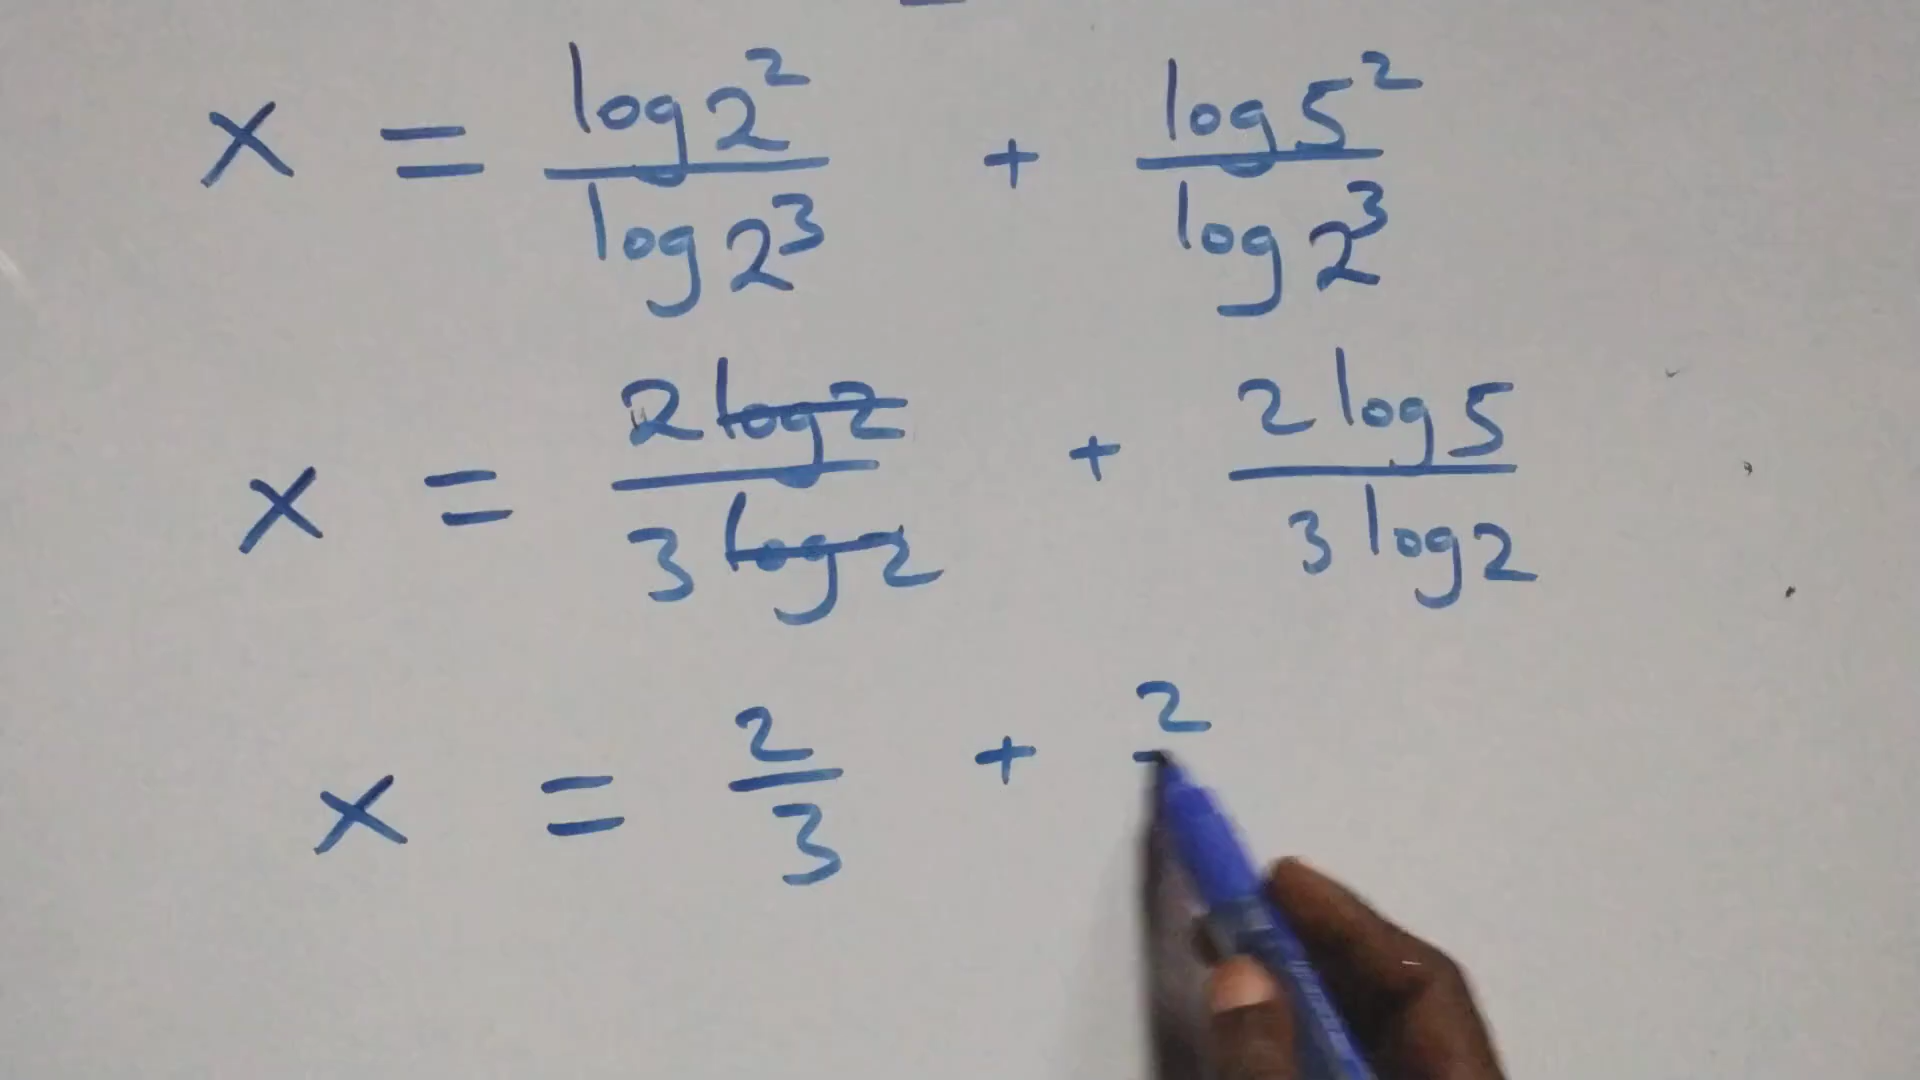 x = log 2² / log 2³ + log 5² / log 2³
x = 2 log 2 / 3 log 2 + 2 log 5 / 3 log 2
x = 2/3 + 2